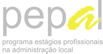 pepal
programa estágios profissionais
na administração local